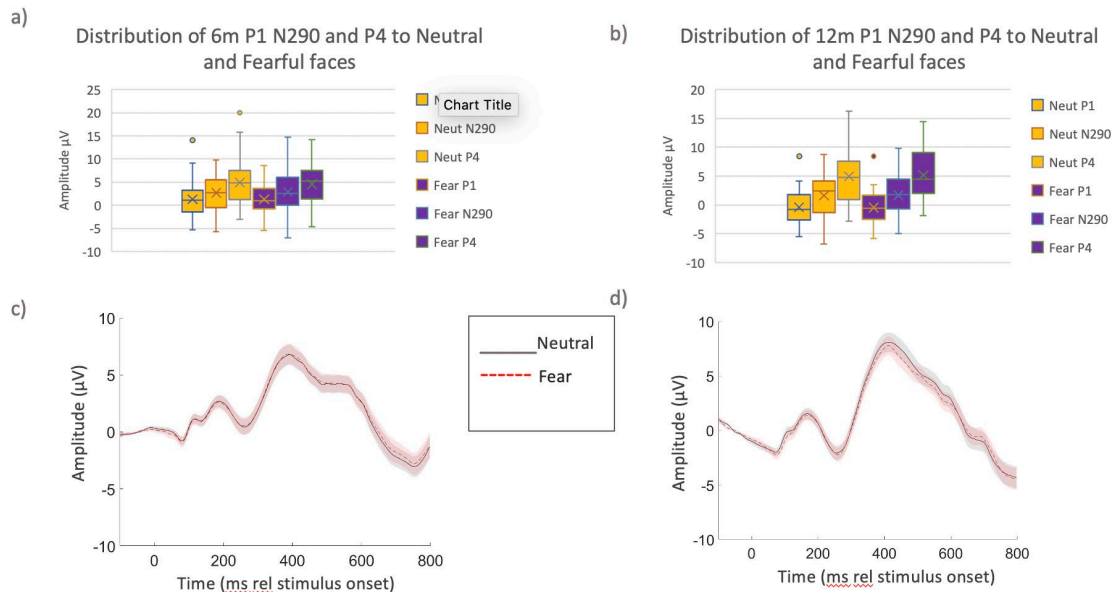 a)
Distribution of 6m P1 N290 and P4 to Neutral
and Fearful faces
25
20
15
10
5
0
-5
-10
Amplitude µV
Chart Title
Neut N290
Neut P4
Fear P1
Fear N290
Fear P4
b)
Distribution of 12m P1 N290 and P4 to Neutral
and Fearful faces
20
15
10
5
0
-5
-10
Amplitude µV
Neut P1
Neut N290
Neut P4
Fear P1
Fear N290
Fear P4
c)
10
5
0
-5
-10
Amplitude (µV)
0 200 400 600 800
Time (ms rel stimulus onset)
Neutral
Fear
d)
10
5
0
-5
-10
Amplitude (µV)
0 200 400 600 800
Time (ms rel stimulus onset)